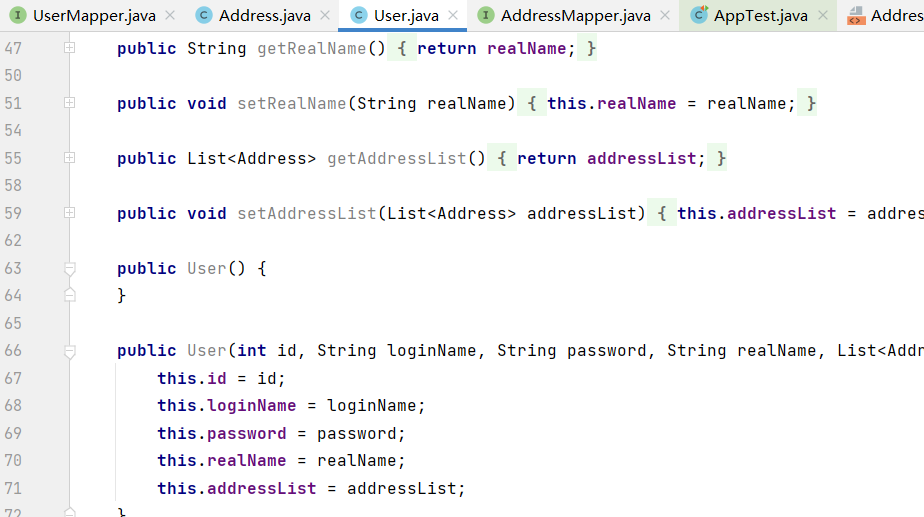 UserMapper.java Address.java User.java AddressMapper.java AppTest.java Address
47 public String getRealName() { return realName; }
50
51 public void setRealName(String realName) { this.realName = realName; }
54
55 public List<Address> getAddressList() { return addressList; }
58
59 public void setAddressList(List<Address> addressList) { this.addressList = addres
62
63 public User() {
64 }
65
66 public User(int id, String loginName, String password, String realName, List<Addr
67 this.id = id;
68 this.loginName = loginName;
69 this.password = password;
70 this.realName = realName;
71 this.addressList = addressList;
72 }